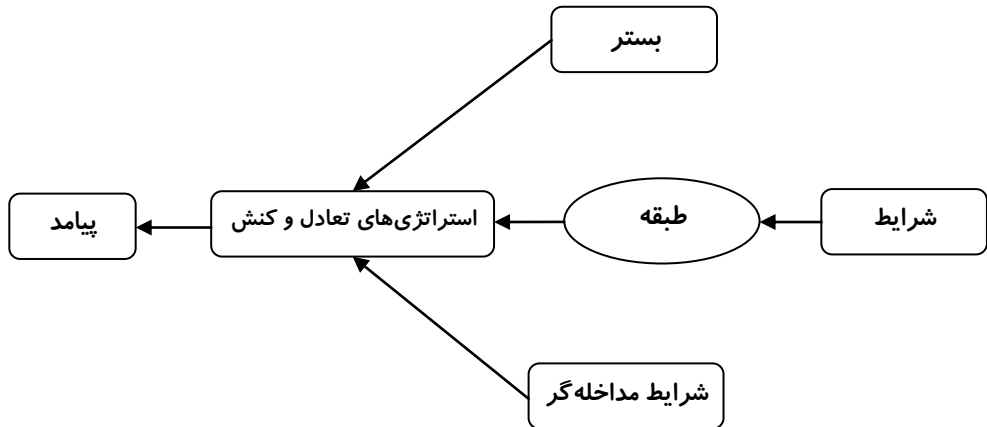 بستر
شرایط
طبقه
استراتژی‌های تعادل و کنش
پیامد
شرایط مداخله‌گر